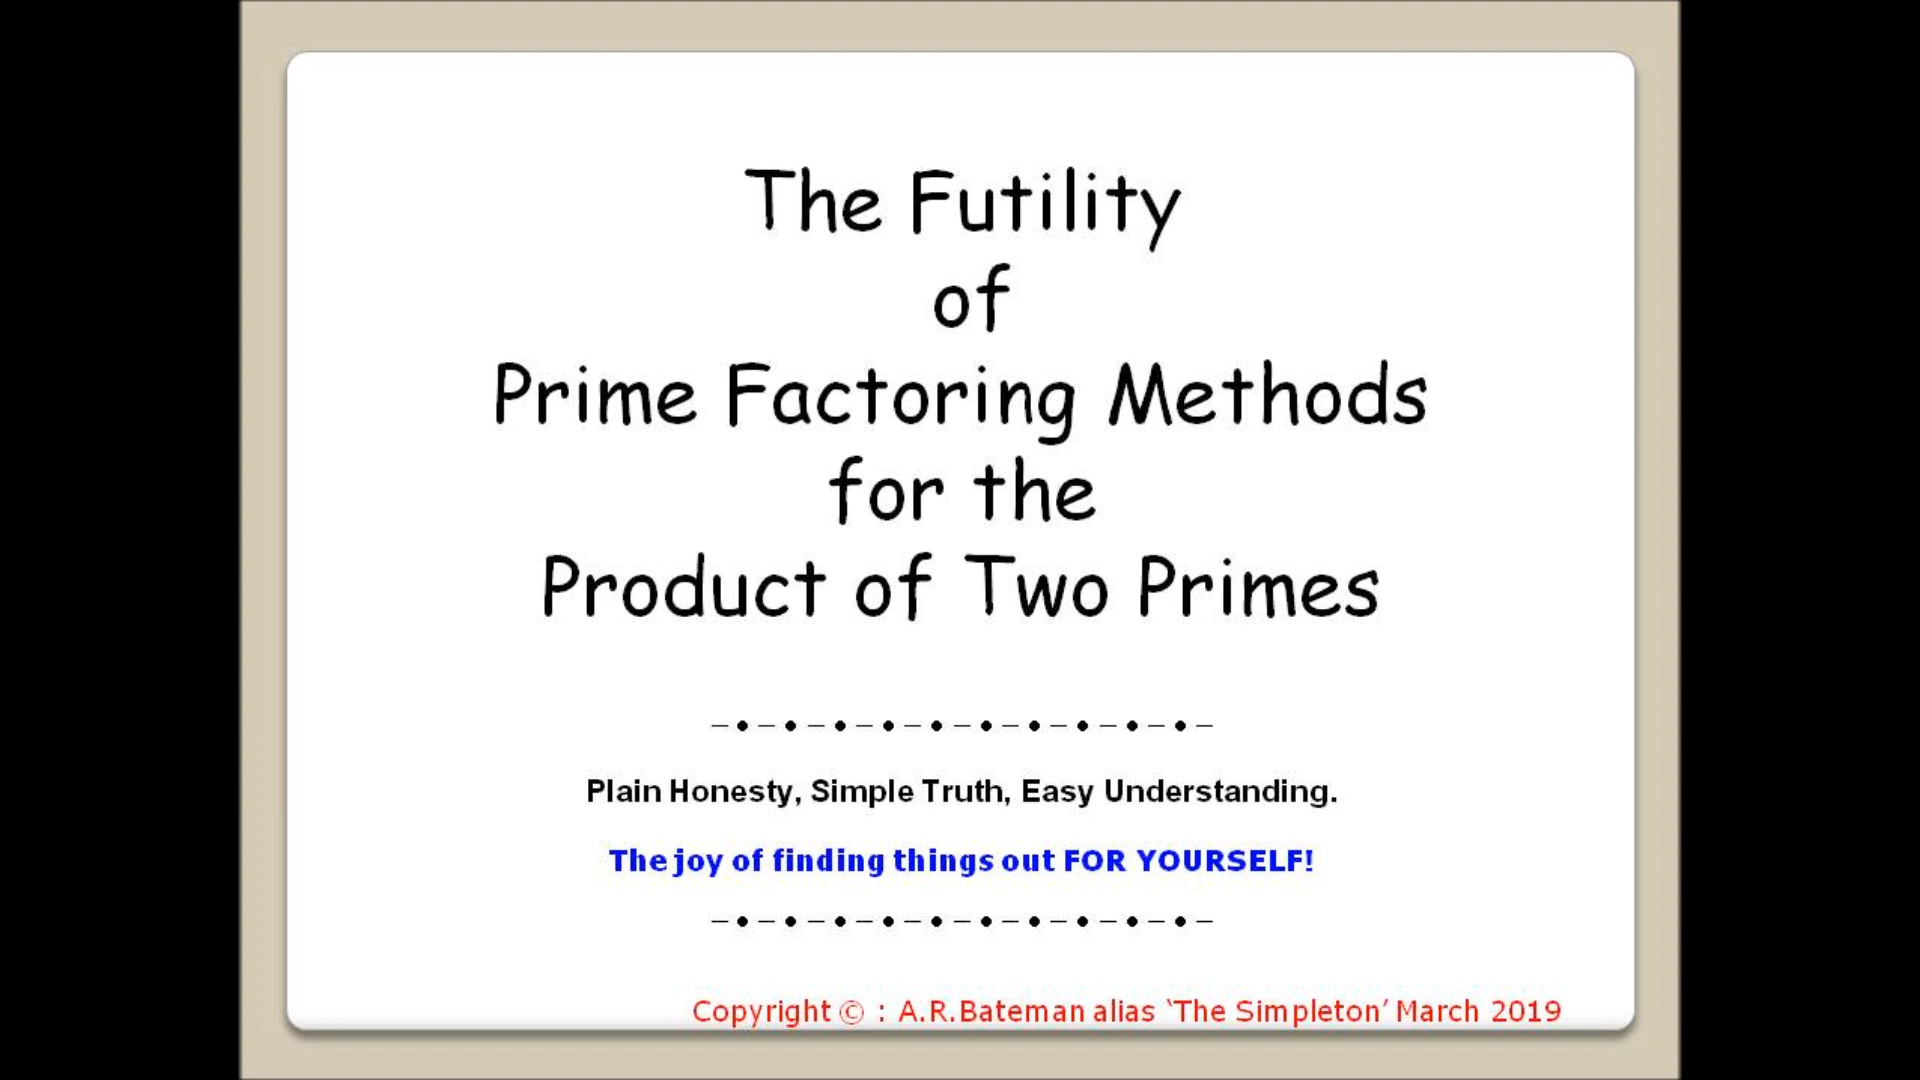 The Futility
of
Prime Factoring Methods
for the
Product of Two Primes
Plain Honesty, Simple Truth, Easy Understanding.
The joy of finding things out FOR YOURSELF!
Copyright © : A.R.Bateman alias ‘The Simpleton’ March 2019